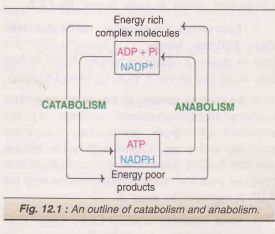 Energy rich
complex molecules
ADP + Pi
NADP+
CATABOLISM
ANABOLISM
ATP
NADPH
Energy poor
products
Fig. 12.1 : An outline of catabolism and anabolism.